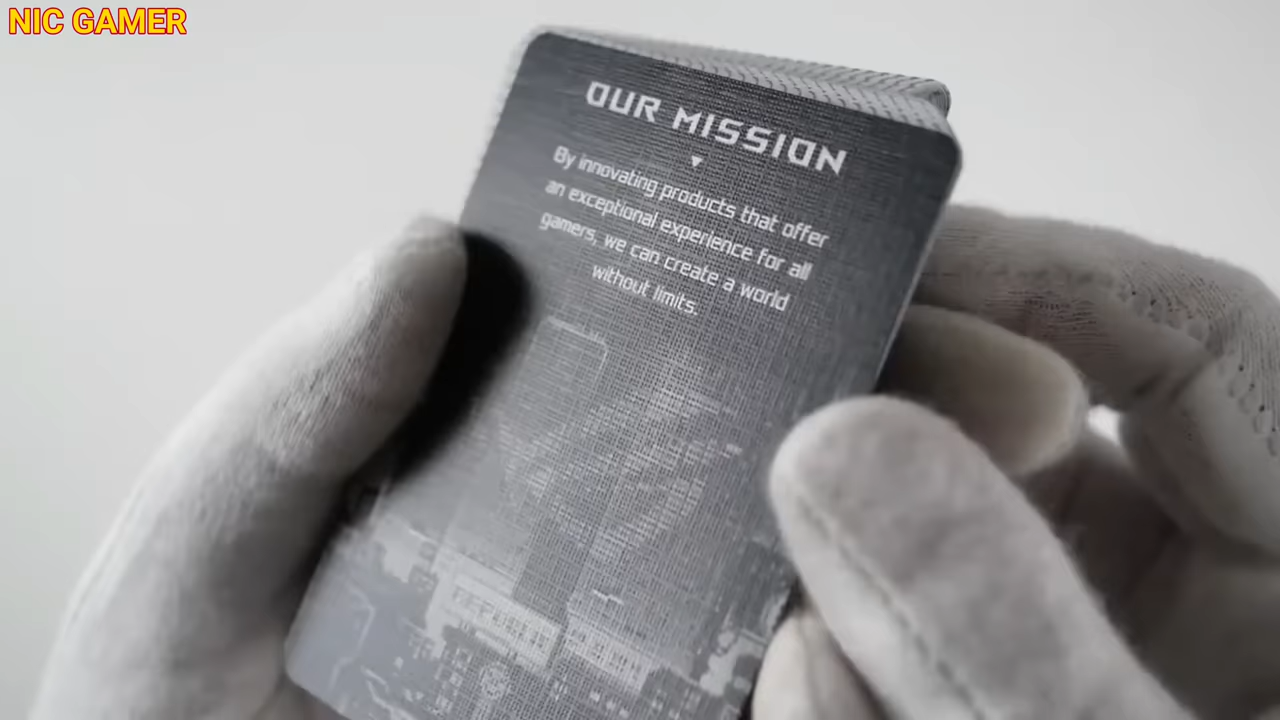 NIC GAMER
OUR MISSION
By innovating products that offer
an exceptional experience for all
gamers, we can create a world
without limits.